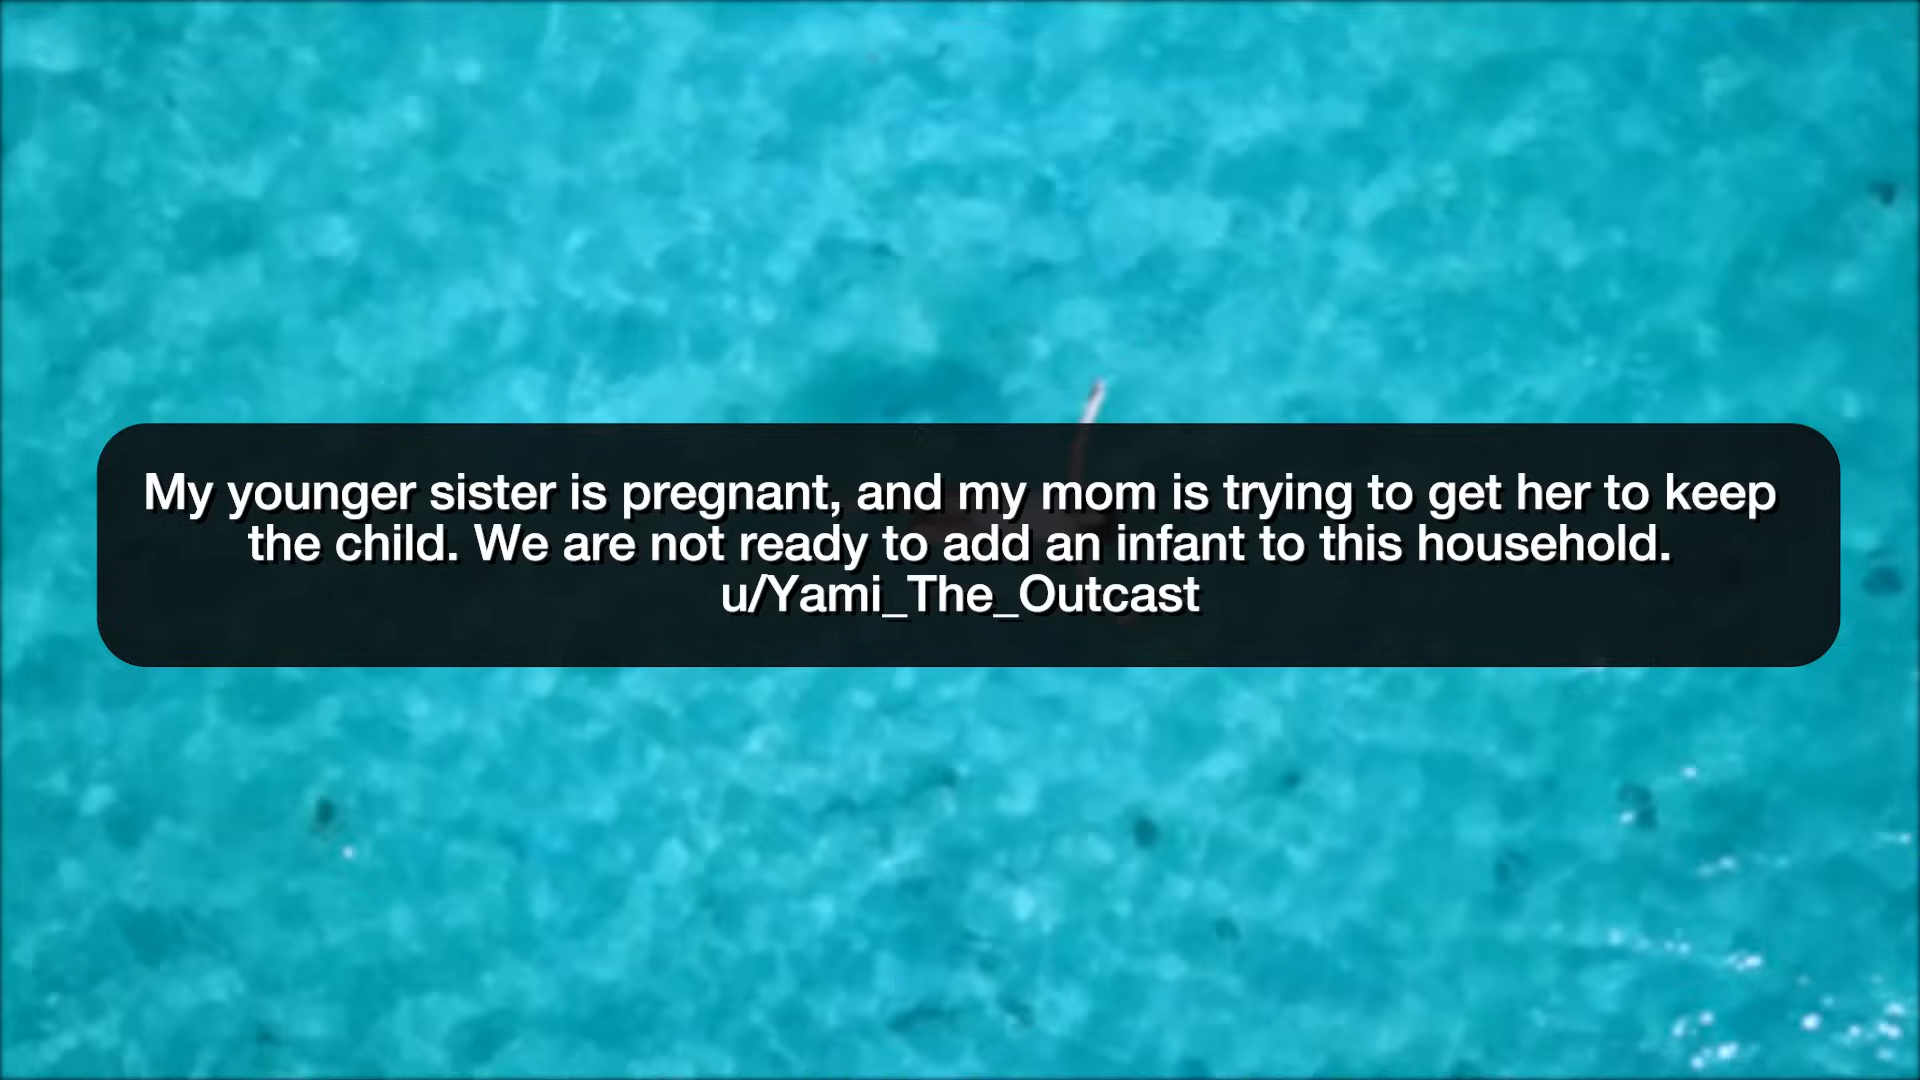 My younger sister is pregnant, and my mom is trying to get her to keep
the child. We are not ready to add an infant to this household.
u/Yami_The_Outcast